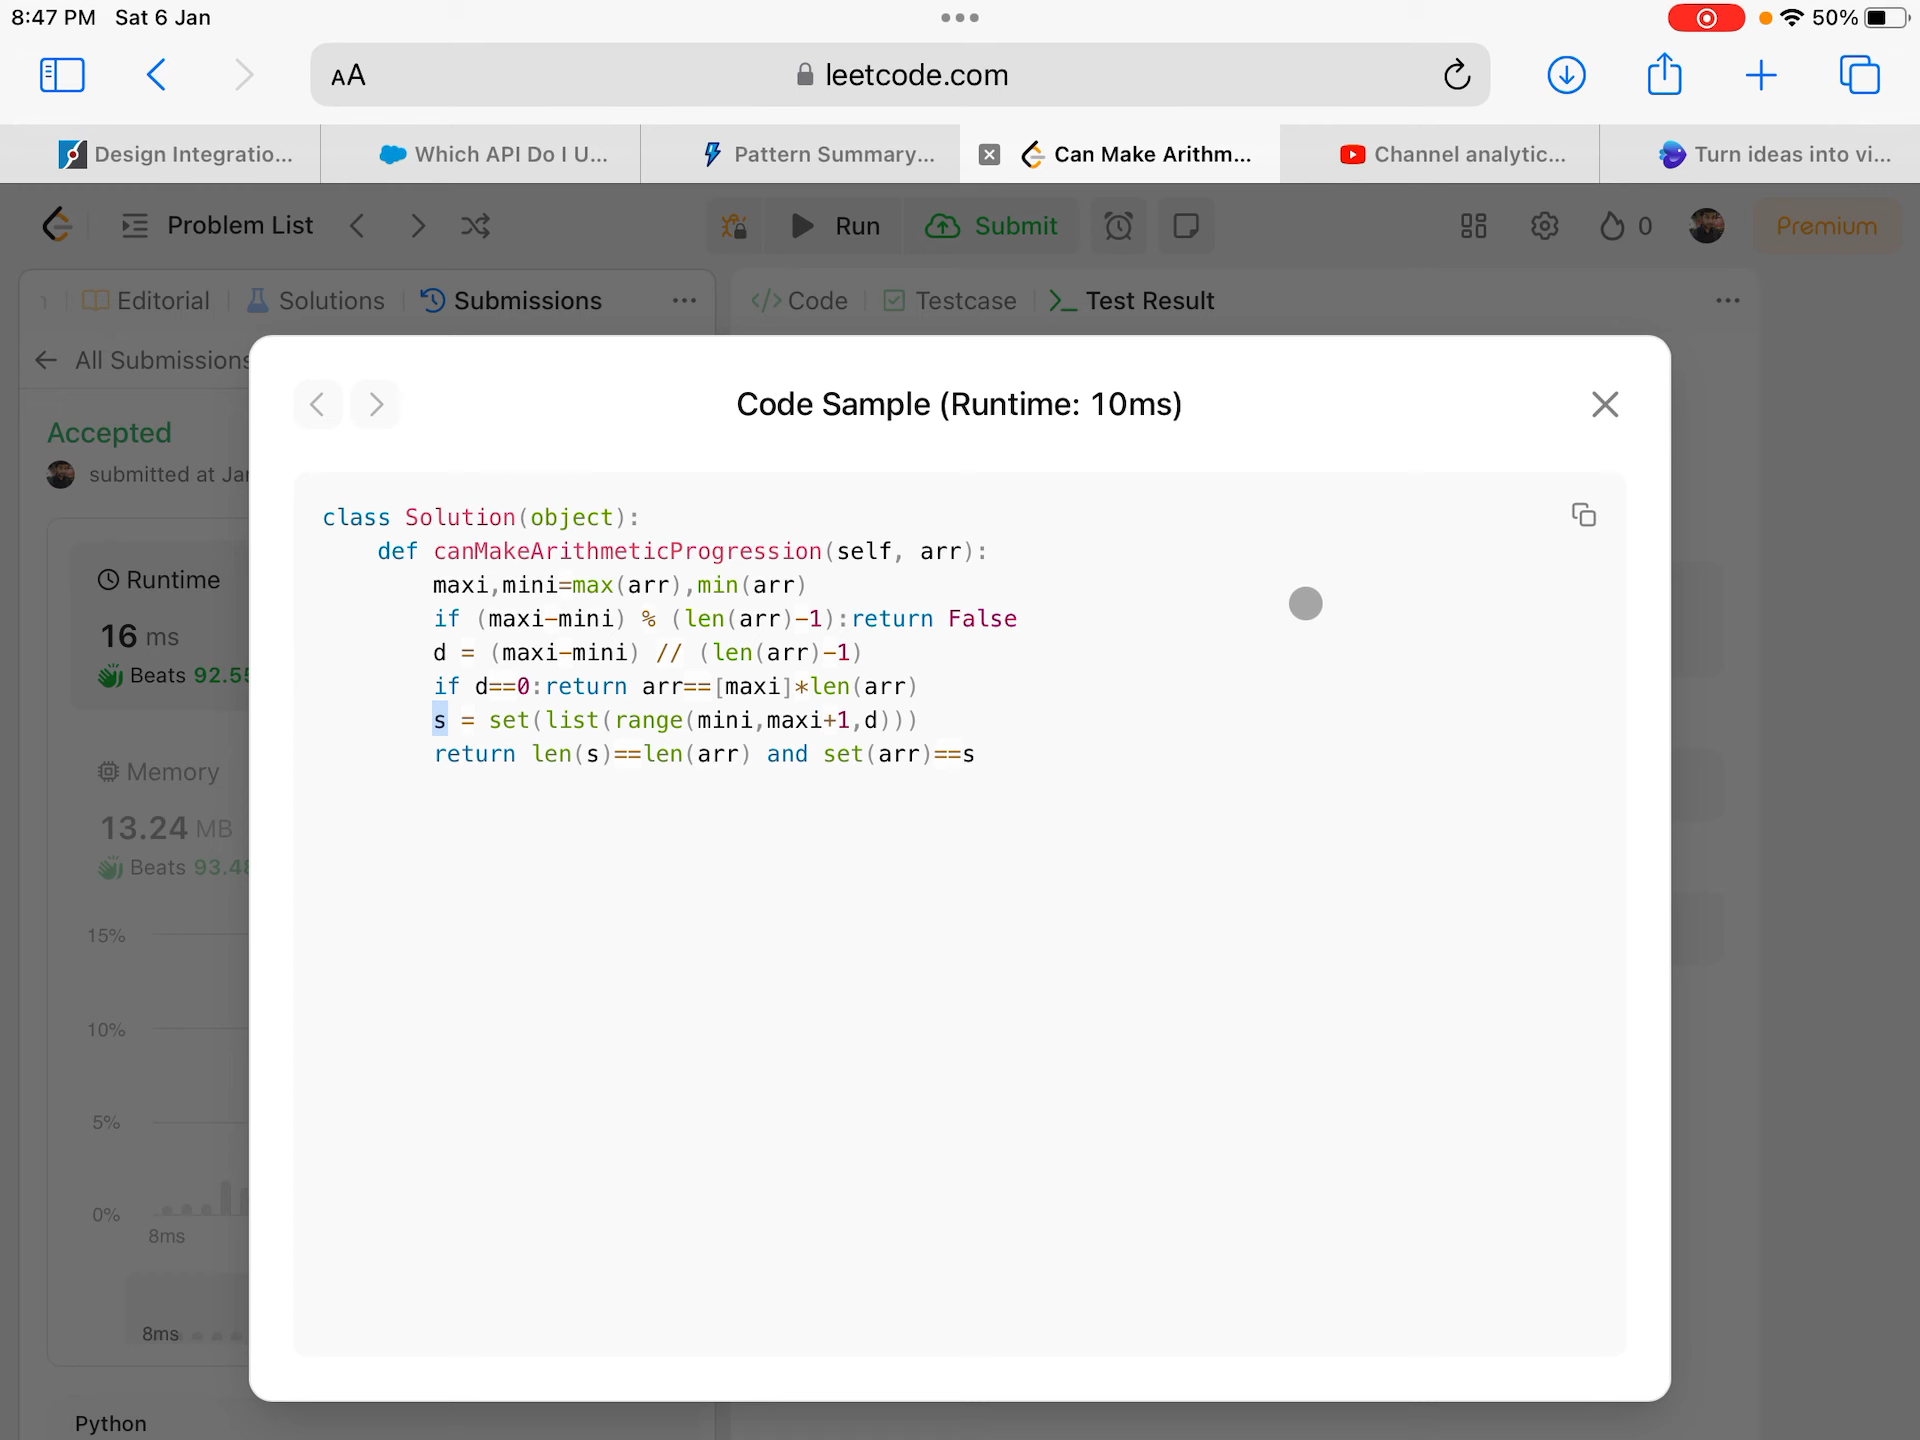 8:47 PM Sat 6 Jan
50%
AA
leetcode.com
Design Integratio...
Which API Do I U...
Pattern Summary...
Can Make Arithm...
Channel analytic...
Turn ideas into vi...
Problem List
Run
Submit
0
Premium
Editorial
Solutions
Submissions
Code
Testcase
Test Result
All Submissions
Accepted
submitted at Jan
Code Sample (Runtime: 10ms)
class Solution(object):
def canMakeArithmeticProgression(self, arr):
maxi,mini=max(arr),min(arr)
if (maxi-mini) % (len(arr)-1):return False
d = (maxi-mini) // (len(arr)-1)
if d==0:return arr==[maxi]*len(arr)
s = set(list(range(mini,maxi+1,d)))
return len(s)==len(arr) and set(arr)==s
Runtime
16 ms
Beats 92.55
Memory
13.24 MB
Beats 93.48
15%
10%
5%
0%
8ms
8ms
Python